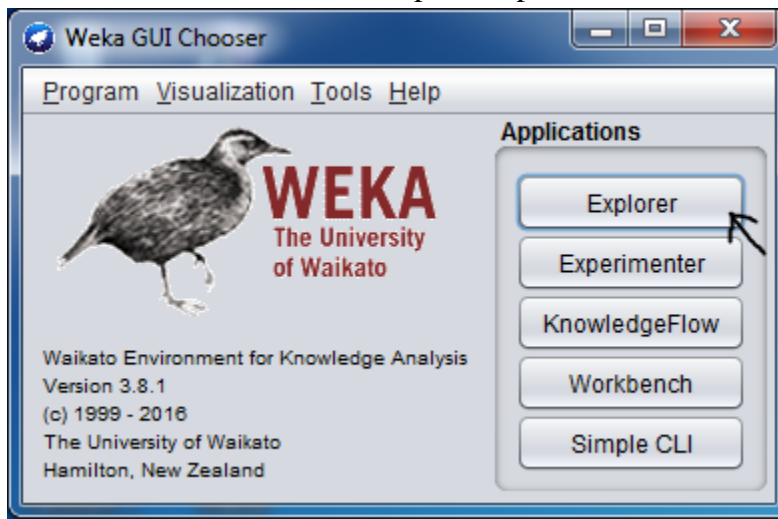 Weka GUI Chooser
Program Visualization Tools Help
Applications
WEKA
The University
of Waikato
Explorer
Experimenter
KnowledgeFlow
Workbench
Simple CLI
Waikato Environment for Knowledge Analysis
Version 3.8.1
(c) 1999 - 2016
The University of Waikato
Hamilton, New Zealand